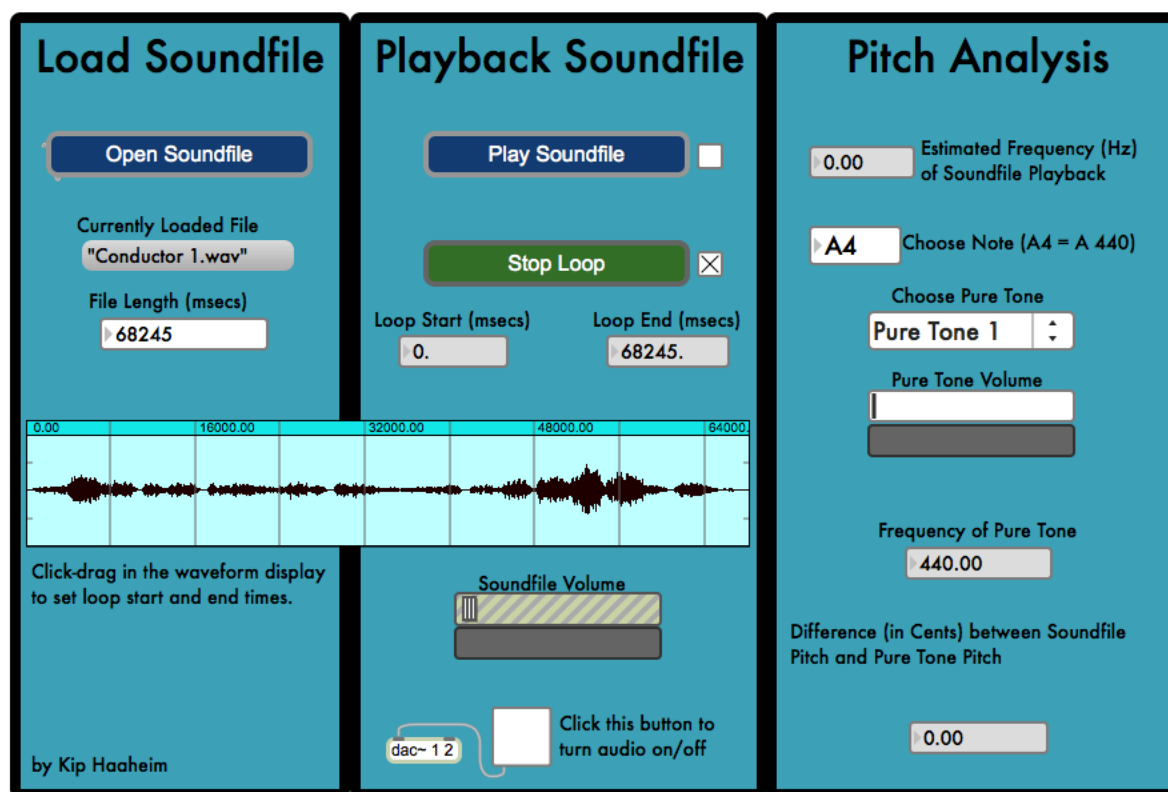 Load Soundfile
Open Soundfile
Currently Loaded File
"Conductor 1.wav"
File Length (msecs)
68245
Playback Soundfile
Play Soundfile
Stop Loop
Loop Start (msecs)
Loop End (msecs)
0.
68245.
0.00
16000.00
32000.00
48000.00
64000.
Click-drag in the waveform display
to set loop start and end times.
by Kip Haaheim
Soundfile Volume
dac~ 1 2
Click this button to
turn audio on/off
Pitch Analysis
0.00
Estimated Frequency (Hz)
of Soundfile Playback
A4
Choose Note (A4 = A 440)
Choose Pure Tone
Pure Tone 1
Pure Tone Volume
Frequency of Pure Tone
440.00
Difference (in Cents) between Soundfile
Pitch and Pure Tone Pitch
0.00